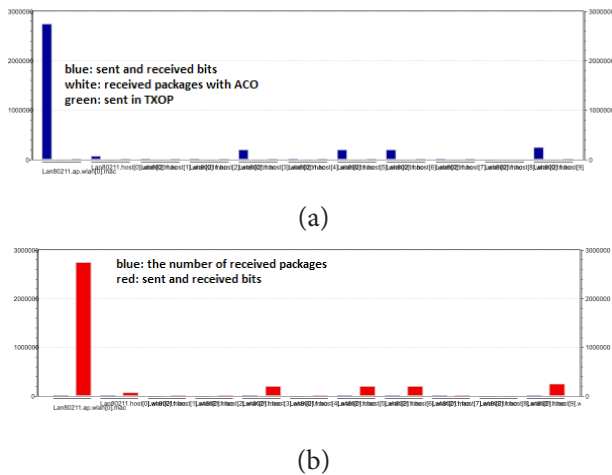 3000000
3000000
blue: sent and received bits
white: received packages with ACO
green: sent in TXOP
2000000
2000000
1000000
1000000
0
0
Lan80211.ap.wlan[0].mac
(a)
3000000
3000000
blue: the number of received packages
red: sent and received bits
2000000
2000000
1000000
1000000
0
0
Lan80211.ap.wlan[0].mac
(b)